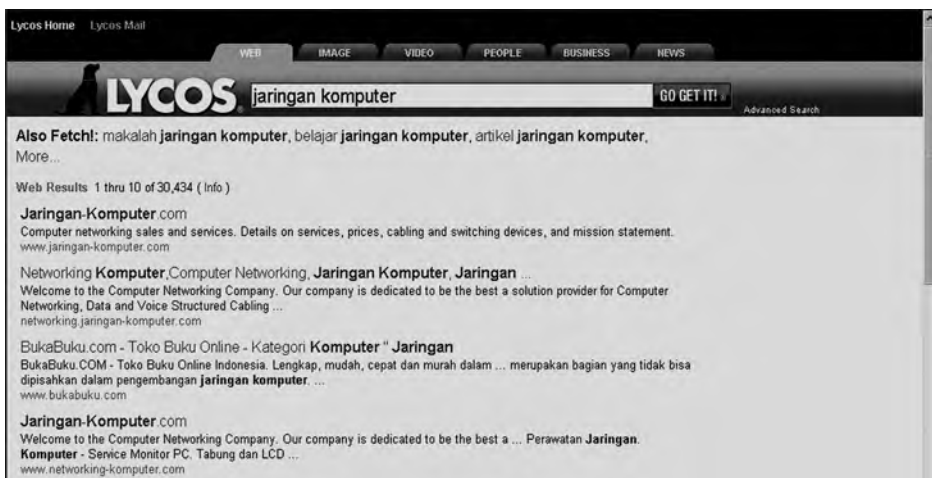 Lycos Home Lycos Mail
WEB IMAGE VIDEO PEOPLE BUSINESS NEWS
LYCOS® jaringan komputer GO GET IT! »
Advanced Search
Also Fetch!: makalah jaringan komputer, belajar jaringan komputer, artikel jaringan komputer,
More...
Web Results 1 thru 10 of 30,434 ( Info )
Jaringan-Komputer.com
Computer networking sales and services. Details on services, prices, cabling and switching devices, and mission statement.
www.jaringan-komputer.com
Networking Komputer,Computer Networking, Jaringan Komputer, Jaringan ...
Welcome to the Computer Networking Company. Our company is dedicated to be the best a solution provider for Computer
Networking, Data and Voice Structured Cabling ...
networking.jaringan-komputer.com
BukaBuku.com - Toko Buku Online - Kategori Komputer " Jaringan
BukaBuku.COM - Toko Buku Online Indonesia. Lengkap, mudah, cepat dan murah dalam ... merupakan bagian yang tidak bisa
dipisahkan dalam pengembangan jaringan komputer. ...
www.bukabuku.com
Jaringan-Komputer.com
Welcome to the Computer Networking Company. Our company is dedicated to be the best a ... Perawatan Jaringan.
Komputer - Service Monitor PC. Tabung dan LCD ...
www.networking-komputer.com